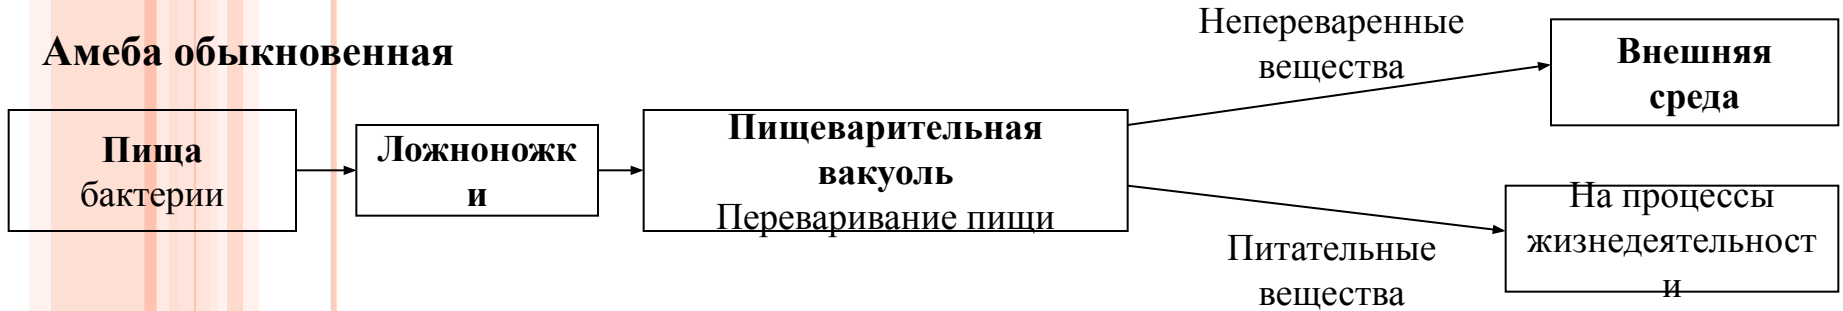 Амеба обыкновенная
Пища
бактерии
Ложноножк
и
Пищеварительная
вакуоль
Переваривание пищи
Непереваренные
вещества
Внешняя
среда
Питательные
вещества
На процессы
жизнедеятельност
и